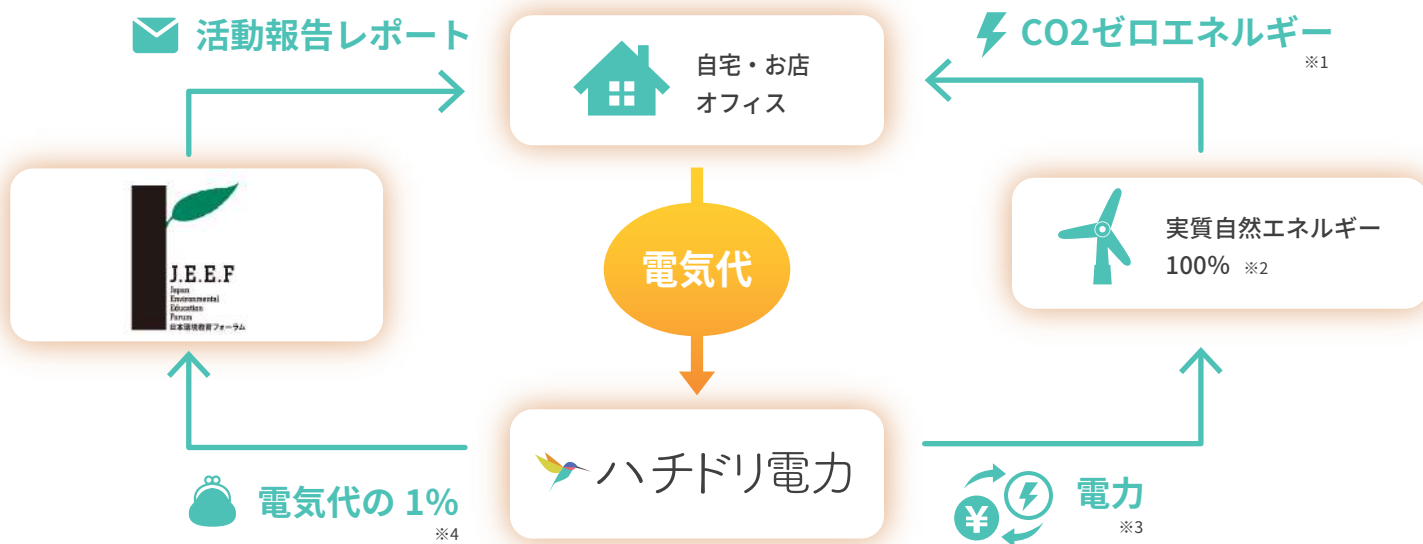 活動報告レポート
自宅・お店
オフィス
CO2ゼロエネルギー
※1
J.E.E.F
Japan
Environmental
Education
Forum
日本環境教育フォーラム
電気代
実質自然エネルギー
100% ※2
ハチドリ電力
電気代の 1%
※4
¥
電力
※3